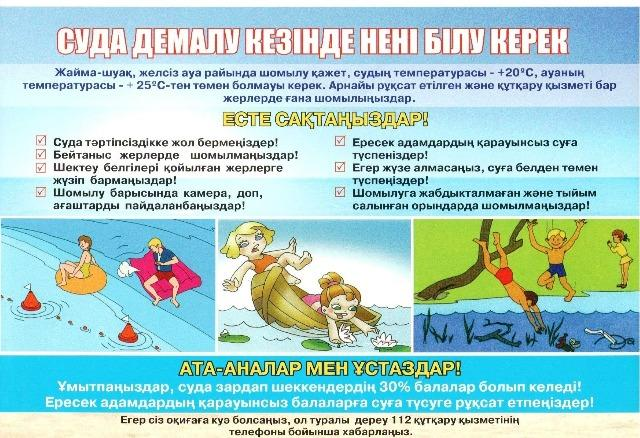 СУДА ДЕМАЛУ КЕЗІНДЕ НЕНІ БІЛУ КЕРЕК
Жайма-шуақ, желсіз ауа райында шомылу қажет, судың температурасы - +20ºС, ауаның
температурасы - + 25ºС-тен төмен болмауы керек. Арнайы рұқсат етілген және құтқару қызметі бар
жерлерде ғана шомылыңыздар.
ЕСТЕ САҚТАҢЫЗДАР!
Суда тәртіпсіздікке жол бермеңіздер!
Бейтаныс жерлерде шомылмаңыздар!
Шектеу белгілері қойылған жерлерге
жүзіп бармаңыздар!
Шомылу барысында камера, доп,
ағаштарды пайдаланбаңыздар!
Ересек адамдардың қарауынсыз суға
түспеңіздер!
Егер жүзе алмасаңыз, суға белден төмен
түспеңіздер!
Шомылуға жабдықталмаған және тыйым
салынған орындарда шомылмаңыздар!
АТА-АНАЛАР МЕН ҰСТАЗДАР!
Ұмытпаңыздар, суда зардап шеккендердің 30% балалар болып келеді!
Ересек адамдардың қарауынсыз балаларға суға түсуге рұқсат етпеңіздер!
Егер сіз оқиғаға куә болсаңыз, ол туралы дереу 112 құтқару қызметінің
телефоны бойынша хабарлаңыз.